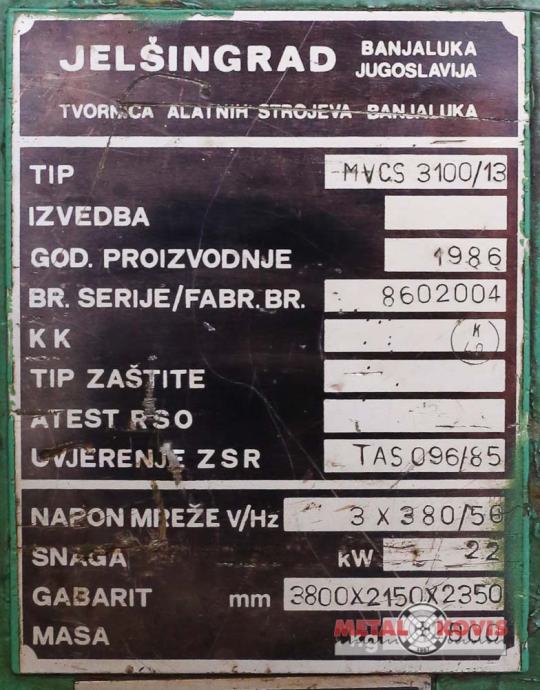 JELŠINGRAD BANJALUKA JUGOSLAVIJA
TVORNICA ALATNIH STROJEVA BANJALUKA
TIP MVCS 3100/13
IZVEDBA
GOD. PROIZVODNJE 1986
BR. SERIJE/FABR. BR. 8602004
KK K
TIP ZAŠTITE
ATEST RSO
UVJERENJE ZSR TAS 096/85
NAPON MREŽE V/Hz 3 X 380/50
SNAGA kW 22
GABARIT mm 3800X2150X2350
MASA
METAL KOVIS